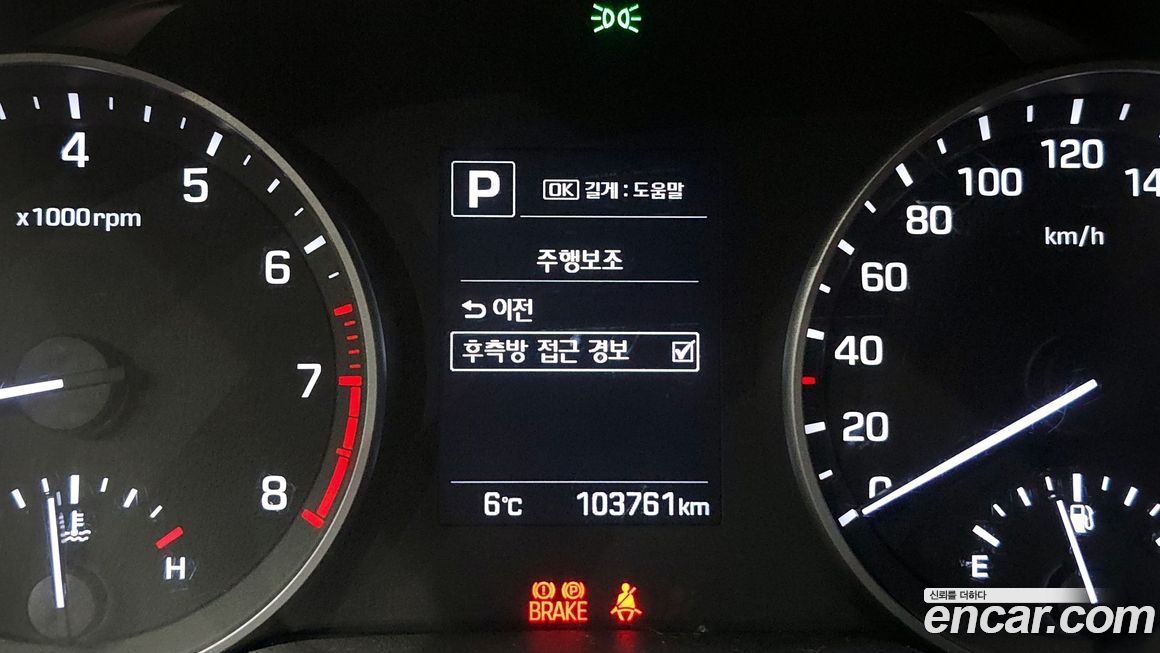 4
5
x1000rpm
6
7
8
H
P
OK 길게 : 도움말
주행보조
이전
후측방 접근 경보
6℃ 103761km
BRAKE
120
100
80
km/h
60
40
20
0
E
신뢰를 더하다
encar.com